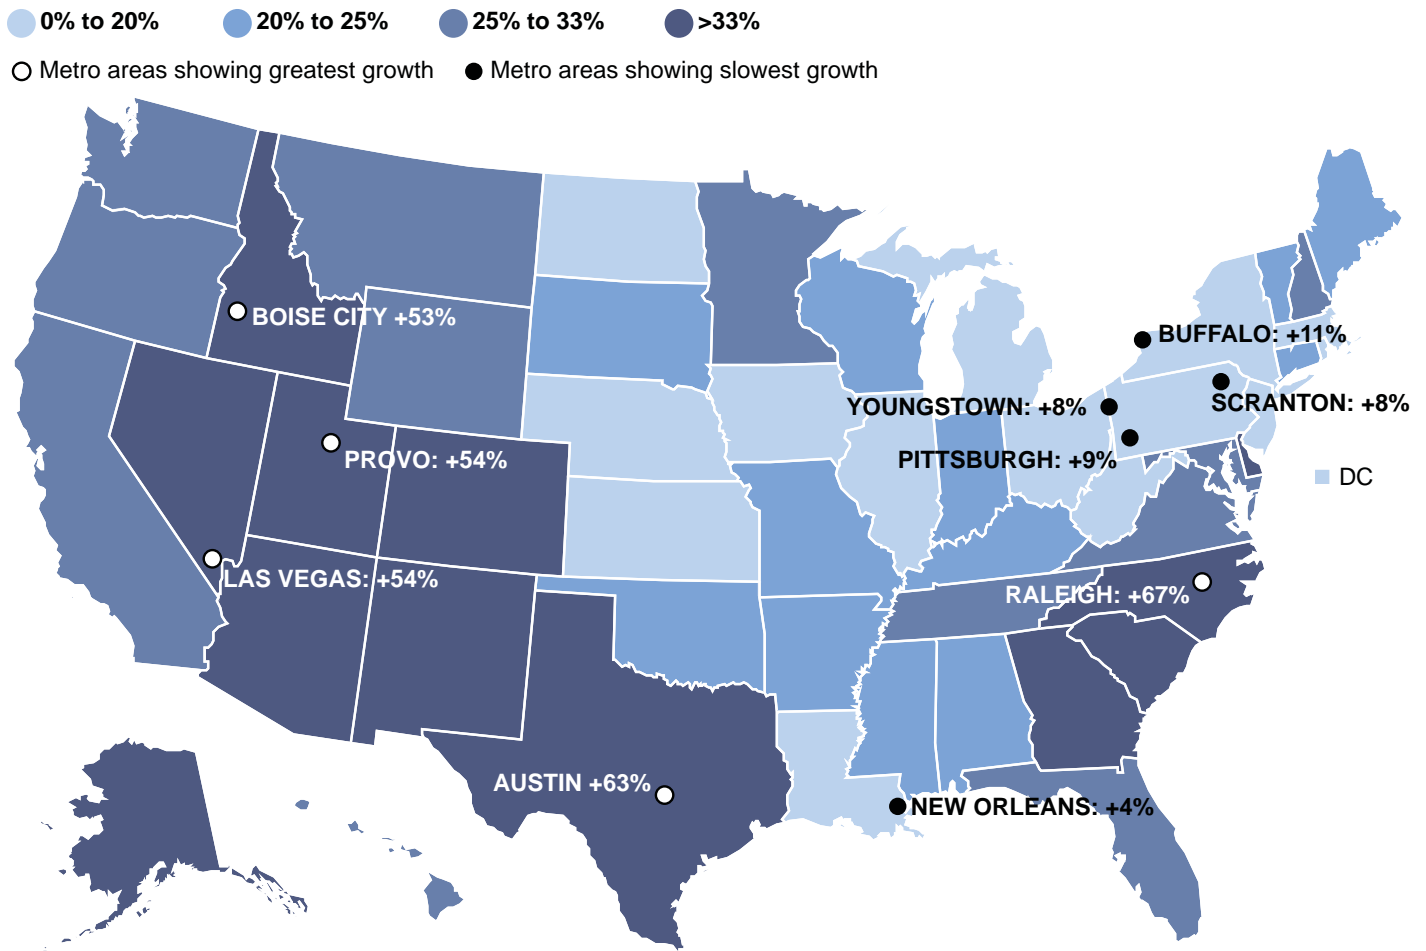 0% to 20% 20% to 25% 25% to 33% >33%
Metro areas showing greatest growth Metro areas showing slowest growth
BOISE CITY +53%
BUFFALO: +11%
YOUNGSTOWN: +8%
SCRANTON: +8%
PROVO: +54%
PITTSBURGH: +9%
DC
LAS VEGAS: +54%
RALEIGH: +67%
AUSTIN +63%
NEW ORLEANS: +4%